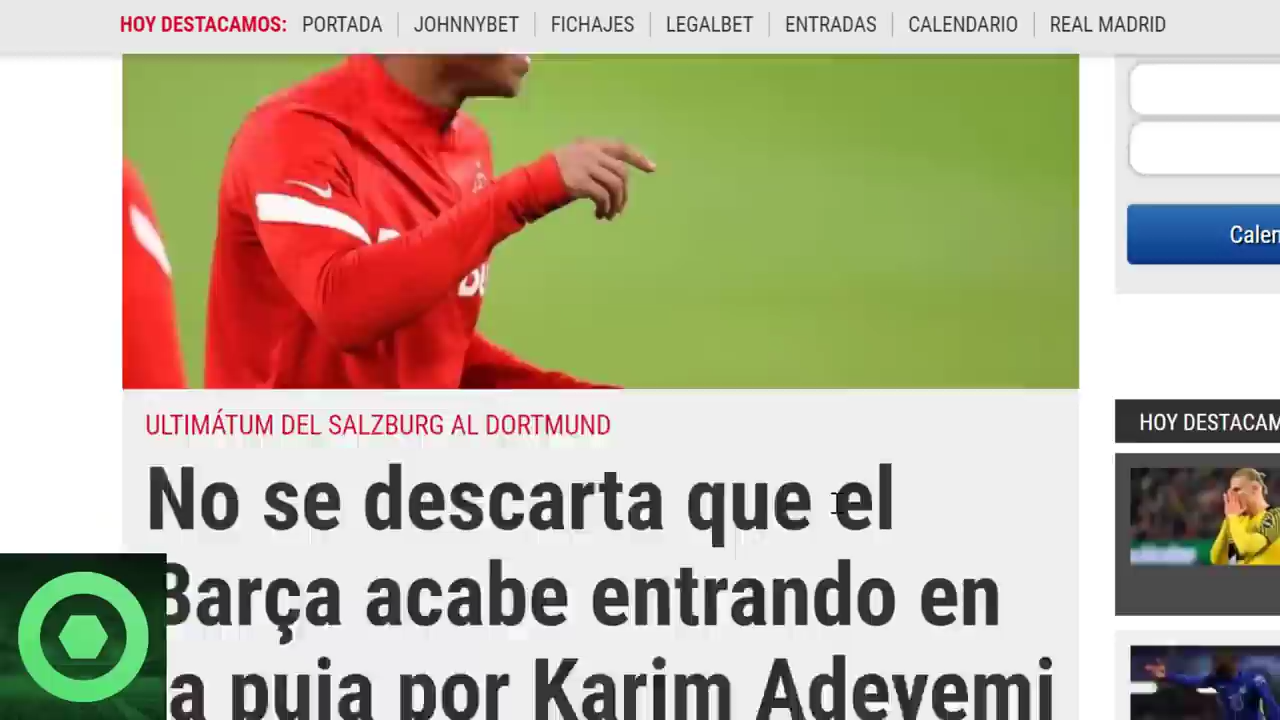 HOY DESTACAMOS: PORTADA JOHNNYBET FICHAJES LEGALBET ENTRADAS CALENDARIO REAL MADRID
ULTIMÁTUM DEL SALZBURG AL DORTMUND
No se descarta que el
Barça acabe entrando en
la puja por Karim Adeyemi
HOY DESTACAM